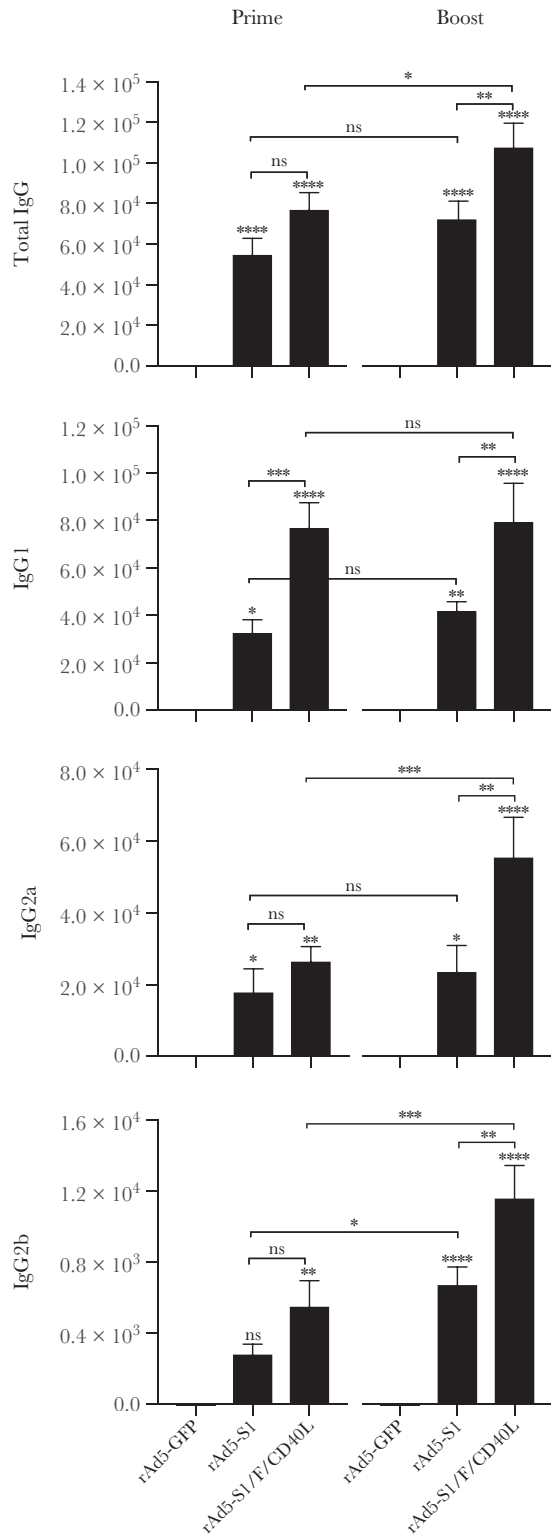 Prime Boost
Total IgG
1.4 × 10⁵
1.2 × 10⁵
1.0 × 10⁵
8.0 × 10⁴
6.0 × 10⁴
4.0 × 10⁴
2.0 × 10⁴
0.0
*
**
****
ns
ns
****
****
****
IgG1
1.2 × 10⁵
1.0 × 10⁵
8.0 × 10⁴
6.0 × 10⁴
4.0 × 10⁴
2.0 × 10⁴
0.0
ns
**
***
****
****
ns
*
**
IgG2a
8.0 × 10⁴
6.0 × 10⁴
4.0 × 10⁴
2.0 × 10⁴
0.0
***
**
****
ns
ns
*
**
*
IgG2b
1.6 × 10⁴
1.2 × 10⁴
0.8 × 10³
0.4 × 10³
0.0
***
**
****
*
ns
**
****
ns
rAd5-GFP
rAd5-S1
rAd5-S1/F/CD40L
rAd5-GFP
rAd5-S1
rAd5-S1/F/CD40L